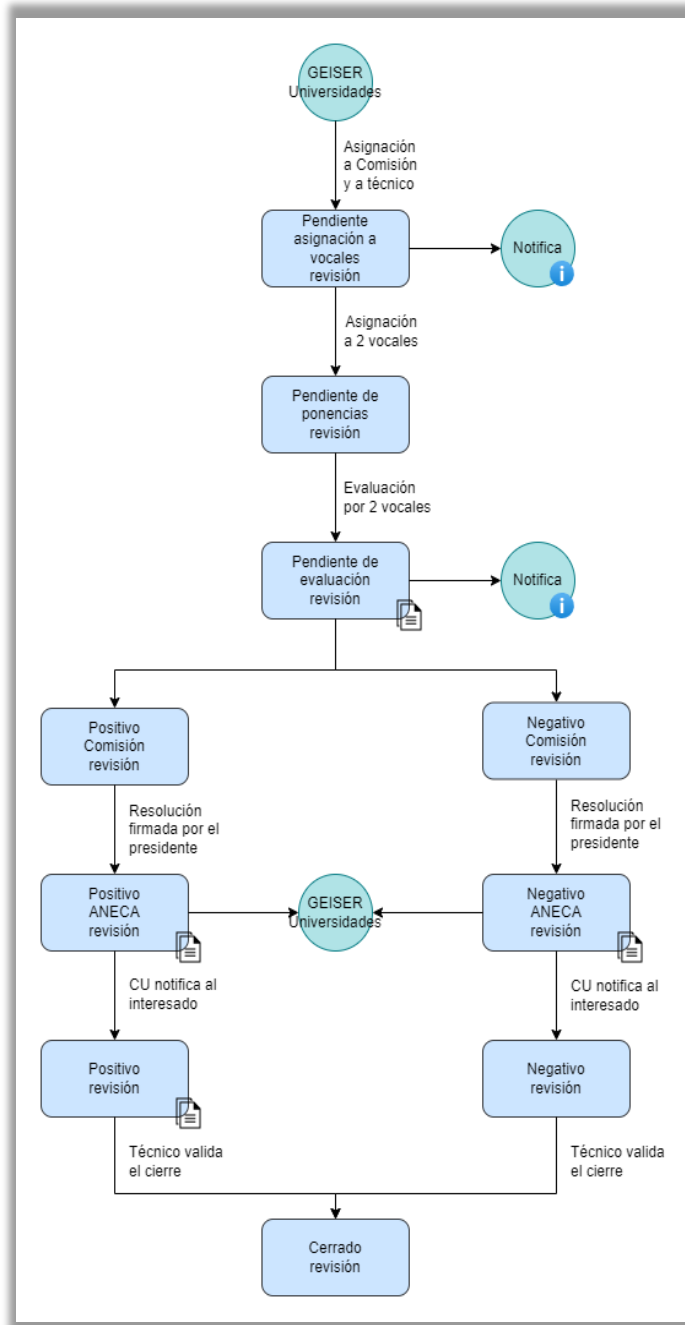 GEISER
Universidades
Asignación
a Comisión
y a técnico
Pendiente
asignación a
vocales
revisión
Notifica
i
Asignación
a 2 vocales
Pendiente de
ponencias
revisión
Evaluación
por 2 vocales
Pendiente de
evaluación
revisión
Notifica
i
Positivo
Comisión
revisión
Negativo
Comisión
revisión
Resolución
firmada por el
presidente
Resolución
firmada por el
presidente
Positivo
ANECA
revisión
GEISER
Universidades
Negativo
ANECA
revisión
CU notifica al
interesado
CU notifica al
interesado
Positivo
revisión
Negativo
revisión
Técnico valida
el cierre
Técnico valida
el cierre
Cerrado
revisión